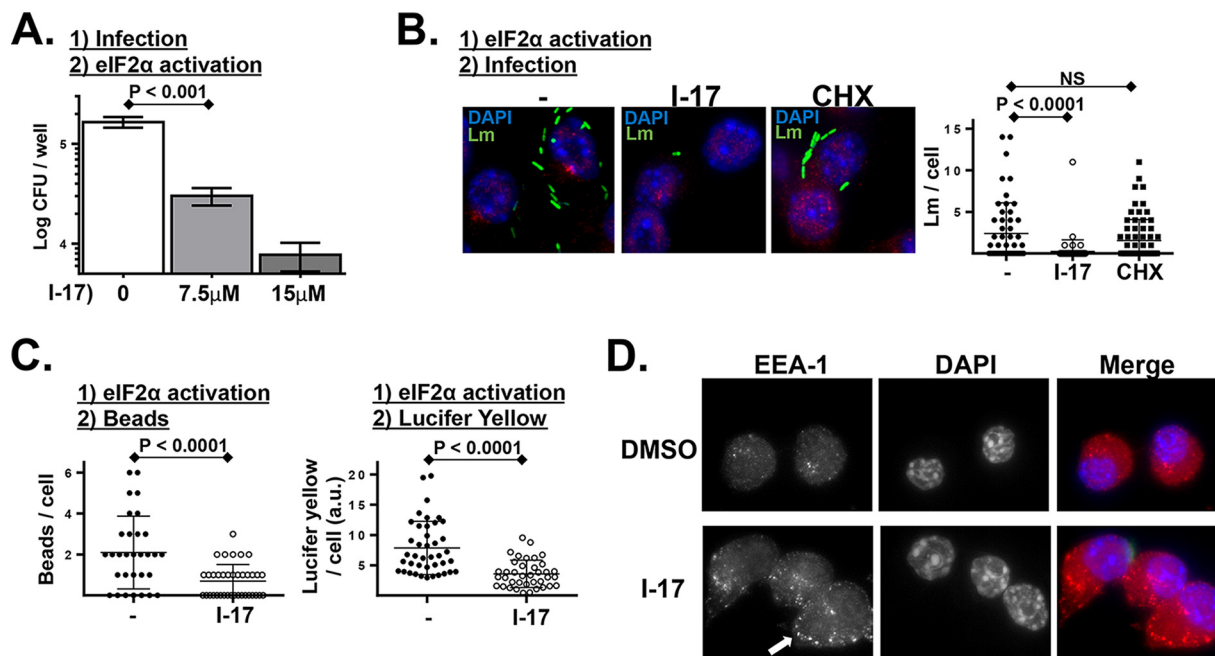 A.
1) Infection
2) eIF2α activation
P < 0.001
Log CFU / well
5
4
I-17) 0 7.5μM 15μM
B.
1) eIF2α activation
2) Infection
- I-17 CHX
DAPI DAPI DAPI
Lm Lm Lm
NS
P < 0.0001
Lm / cell
15
10
5
- I-17 CHX
C.
1) eIF2α activation
2) Beads
P < 0.0001
Beads / cell
6
4
2
- I-17
1) eIF2α activation
2) Lucifer Yellow
P < 0.0001
Lucifer yellow
/ cell (a.u.)
20
15
10
5
- I-17
D.
EEA-1 DAPI Merge
DMSO
I-17